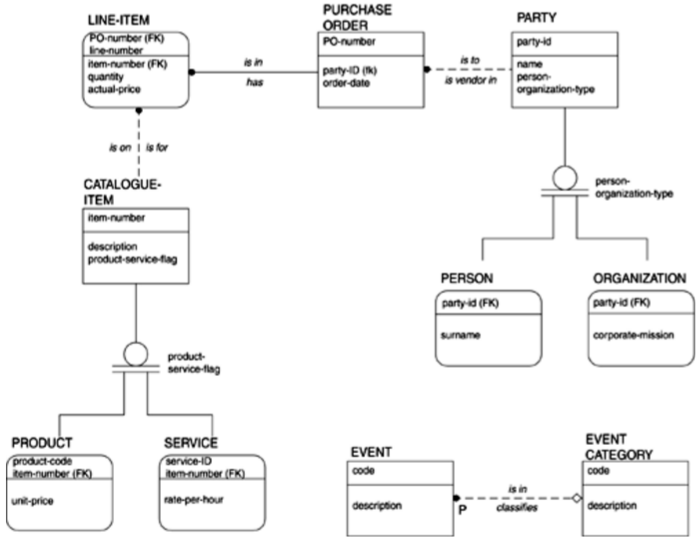 LINE-ITEM
PO-number (FK)
line-number
item-number (FK)
quantity
actual-price
is in
has
PURCHASE
ORDER
PO-number
party-ID (fk)
order-date
is to
is vendor in
PARTY
party-id
name
person-
organization-type
is on
is for
person-
organization-type
CATALOGUE-
ITEM
item-number
description
product-service-flag
PERSON
party-id (FK)
surname
ORGANIZATION
party-id (FK)
corporate-mission
product-
service-flag
PRODUCT
product-code
item-number (FK)
unit-price
SERVICE
service-ID
item-number (FK)
rate-per-hour
EVENT
code
description
P
is in
classifies
EVENT
CATEGORY
code
description